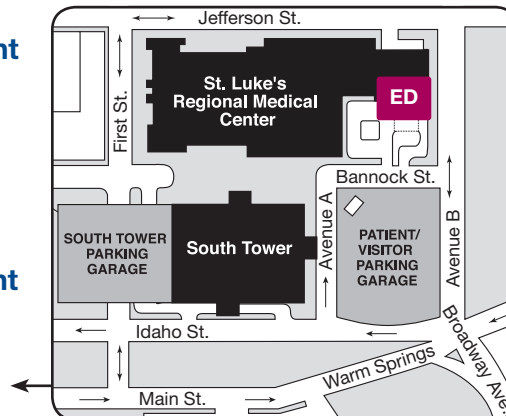 Jefferson St.
nt
First St.
St. Luke's
Regional Medical
Center
ED
Bannock St.
SOUTH TOWER
PARKING
GARAGE
South Tower
Avenue A
PATIENT/
VISITOR
PARKING
GARAGE
Avenue B
nt
Idaho St.
Broadway Ave.
Warm Springs
Main St.